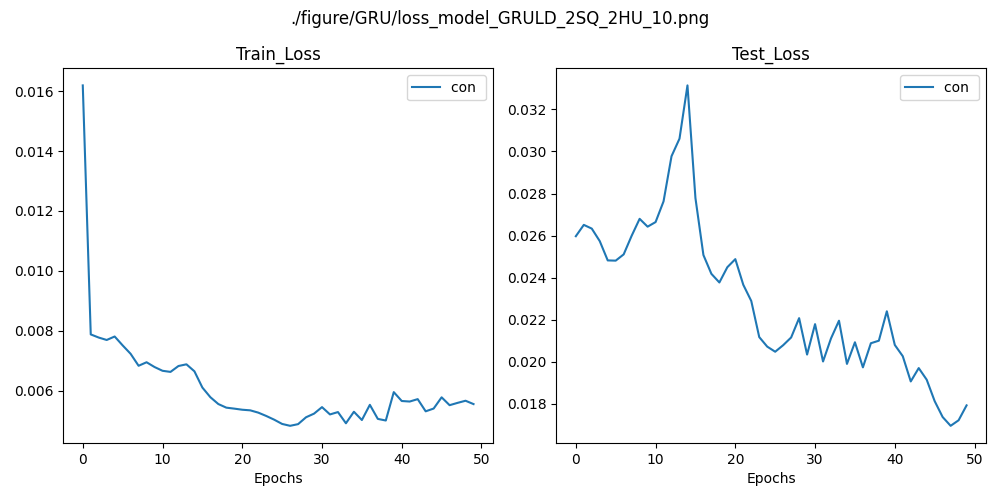 ./figure/GRU/loss_model_GRULD_2SQ_2HU_10.png
Train_Loss
con
0.016
0.014
0.012
0.010
0.008
0.006
0 10 20 30 40 50
Epochs
Test_Loss
con
0.032
0.030
0.028
0.026
0.024
0.022
0.020
0.018
0 10 20 30 40 50
Epochs